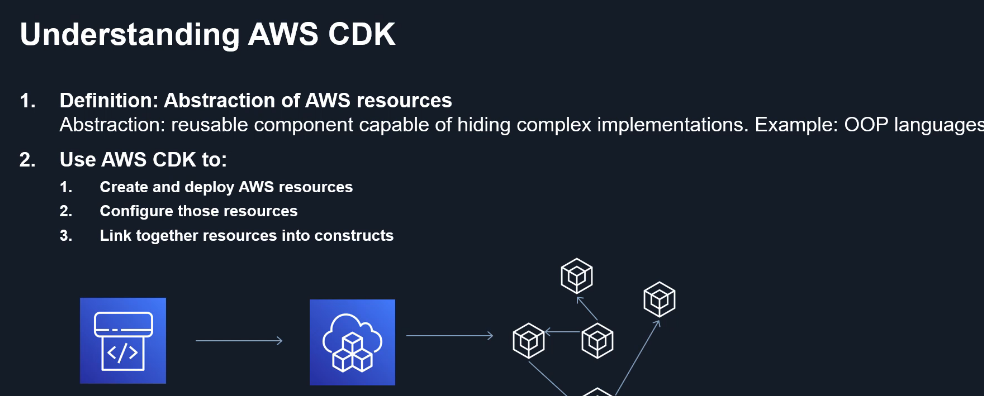 Understanding AWS CDK
1. Definition: Abstraction of AWS resources
Abstraction: reusable component capable of hiding complex implementations. Example: OOP languages
2. Use AWS CDK to:
1. Create and deploy AWS resources
2. Configure those resources
3. Link together resources into constructs